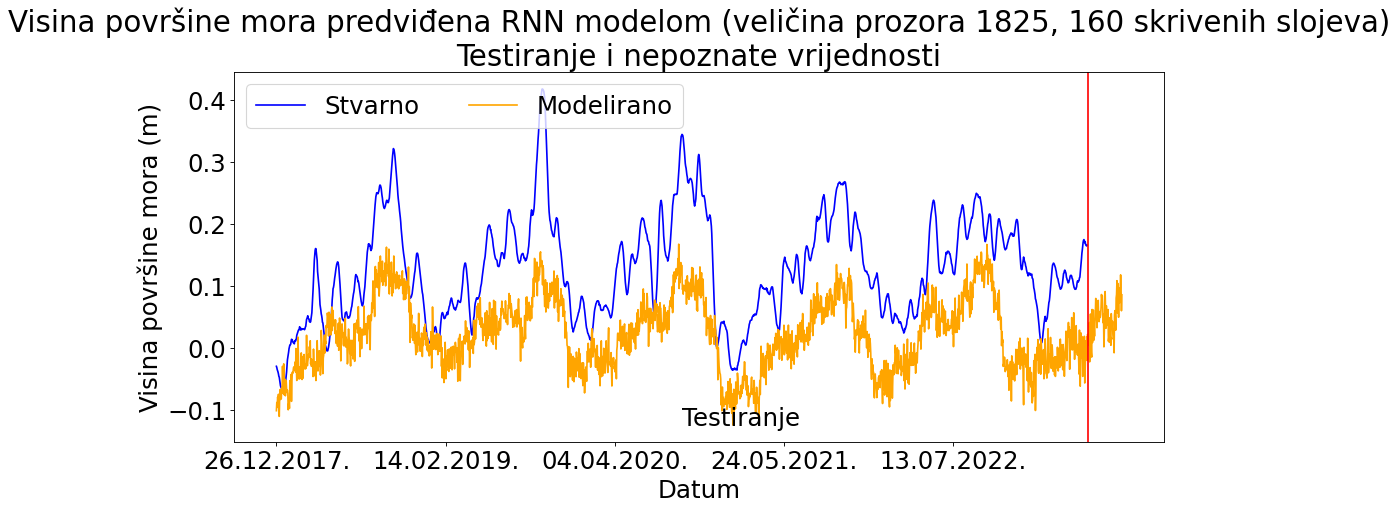 Visina površine mora predviđena RNN modelom (veličina prozora 1825, 160 skrivenih slojeva)
Testiranje i nepoznate vrijednosti
Stvarno
Modelirano
0.4
0.3
0.2
0.1
0.0
−0.1
Visina površine mora (m)
Testiranje
26.12.2017.
14.02.2019.
04.04.2020.
24.05.2021.
13.07.2022.
Datum